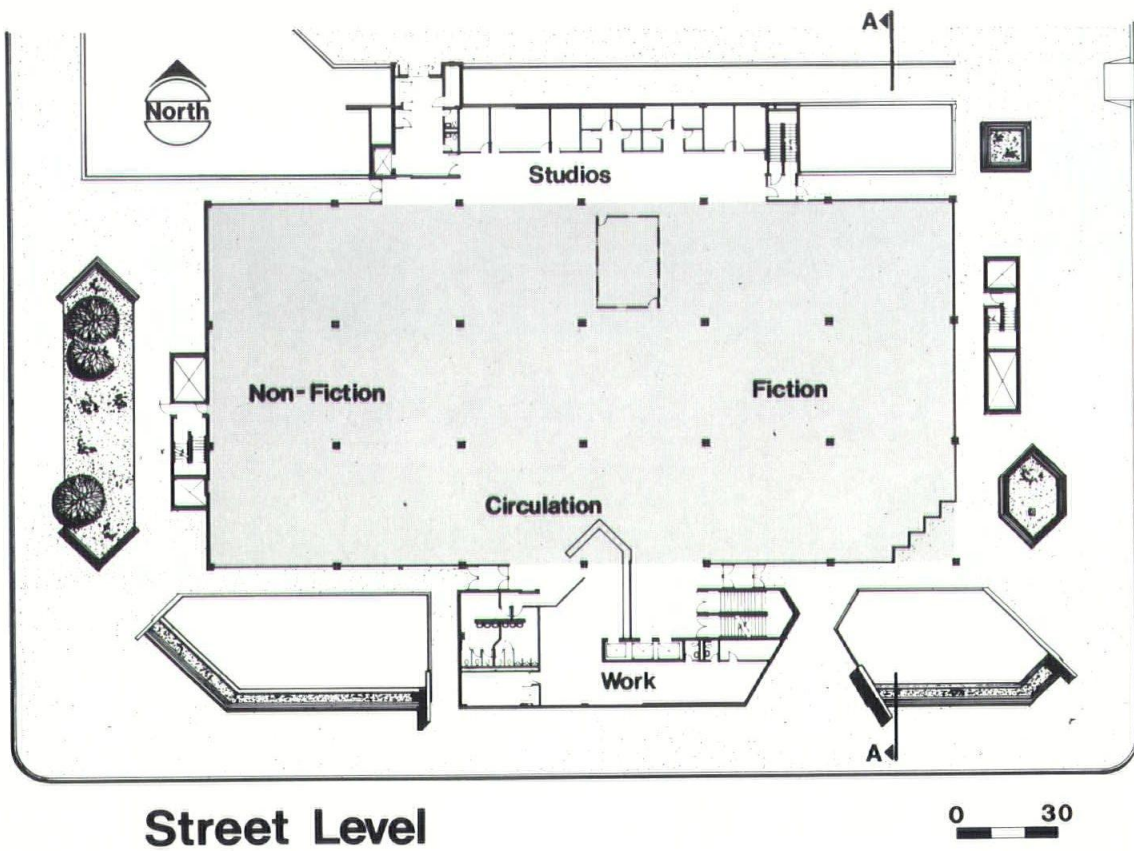 A
North
Studios
Non-Fiction
Fiction
Circulation
Work
A
Street Level
0 30